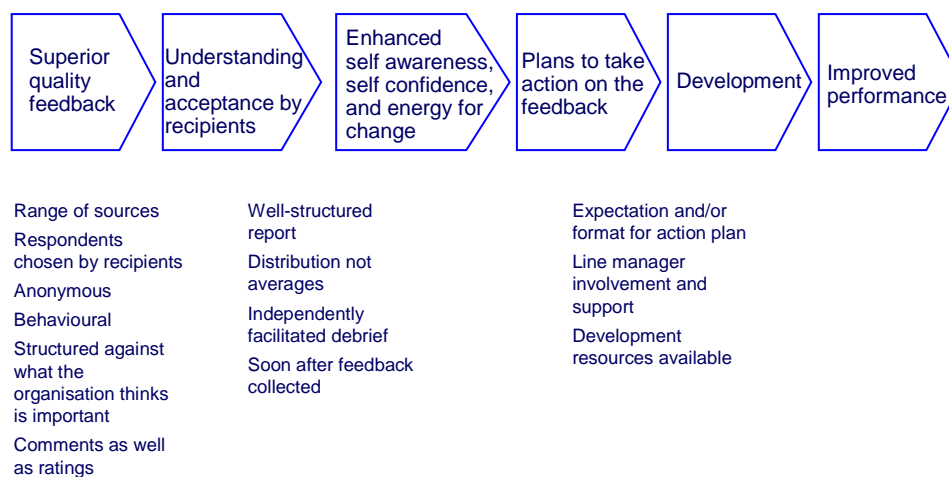 Superior
quality
feedback
Understanding
and
acceptance by
recipients
Enhanced
self awareness,
self confidence,
and energy for
change
Plans to take
action on the
feedback
Development
Improved
performance
Range of sources
Respondents
chosen by recipients
Anonymous
Behavioural
Structured against
what the
organisation thinks
is important
Comments as well
as ratings
Well-structured
report
Distribution not
averages
Independently
facilitated debrief
Soon after feedback
collected
Expectation and/or
format for action plan
Line manager
involvement and
support
Development
resources available